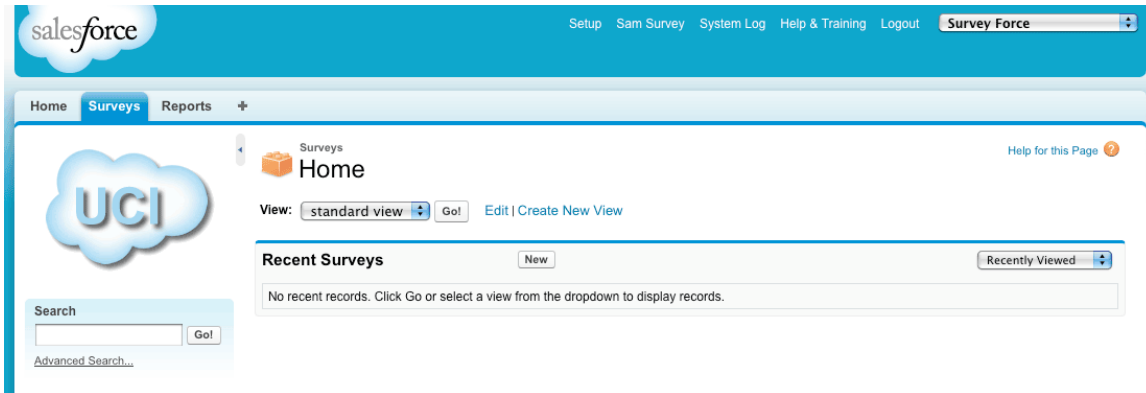 salesforce
Setup Sam Survey System Log Help & Training Logout Survey Force
Home Surveys Reports +
UCI
Surveys
Home
Help for this Page ?
View: standard view Go! Edit | Create New View
Recent Surveys New Recently Viewed
No recent records. Click Go or select a view from the dropdown to display records.
Search
Go!
Advanced Search...